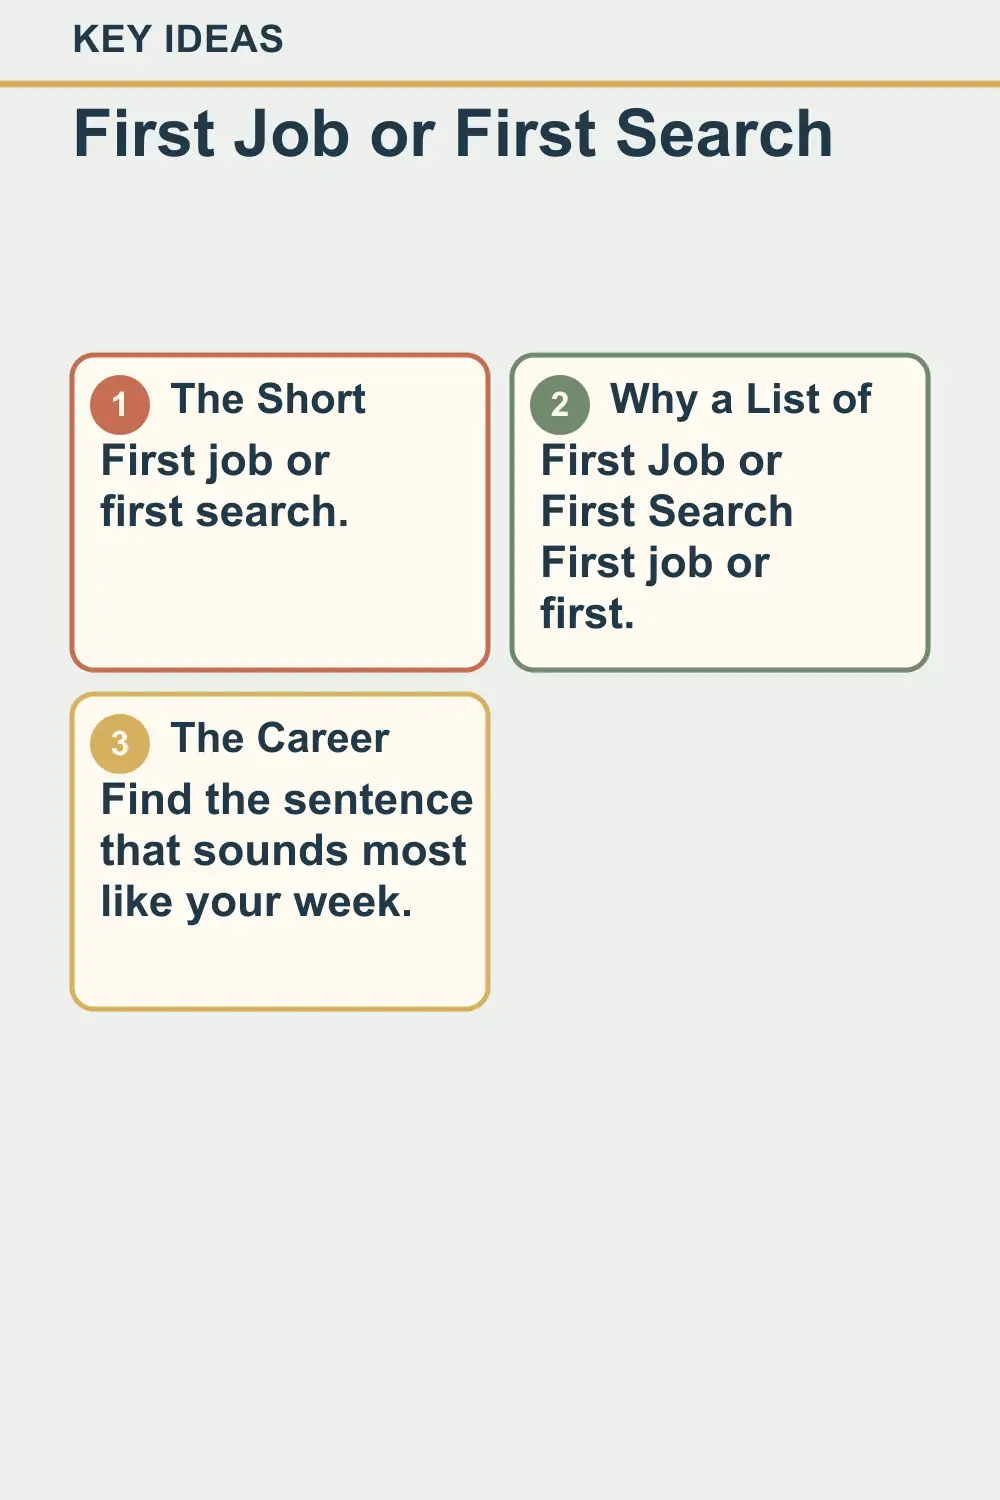 KEY IDEAS
First Job or First Search
1 The Short
First job or
first search.
2 Why a List of
First Job or
First Search
First job or
first.
3 The Career
Find the sentence
that sounds most
like your week.